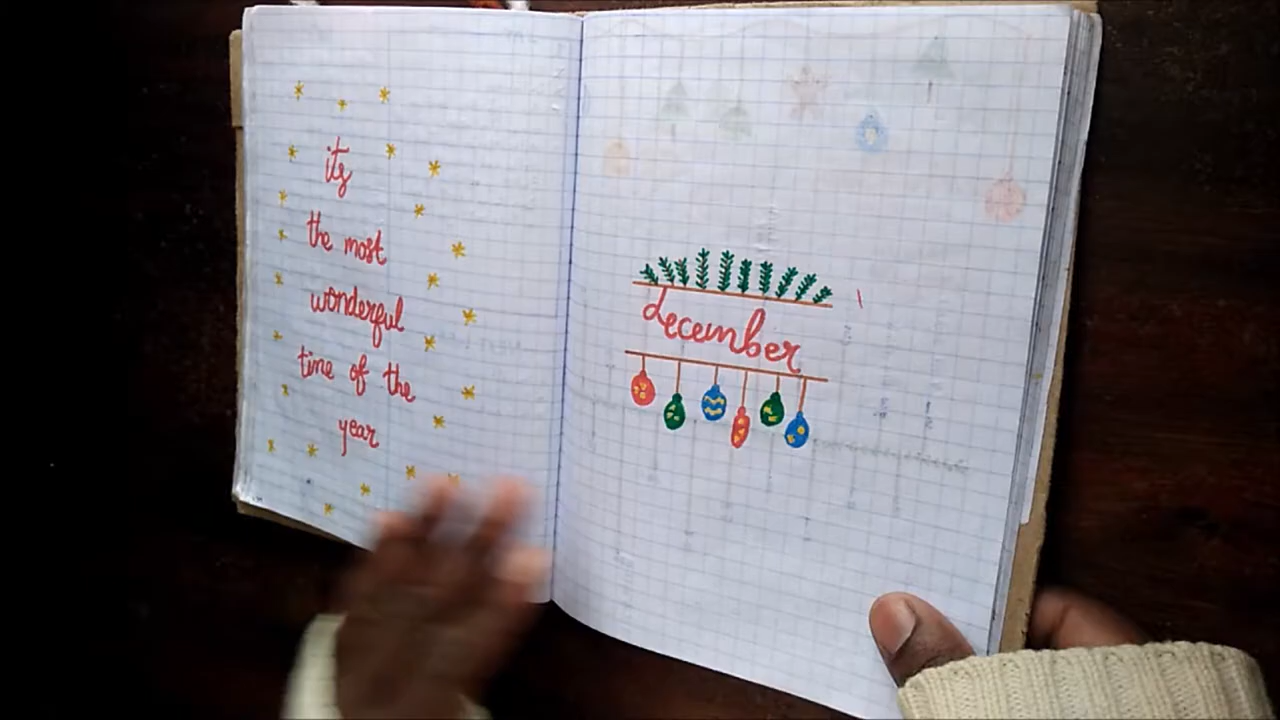 its
the most
wonderful
time of the
year
december